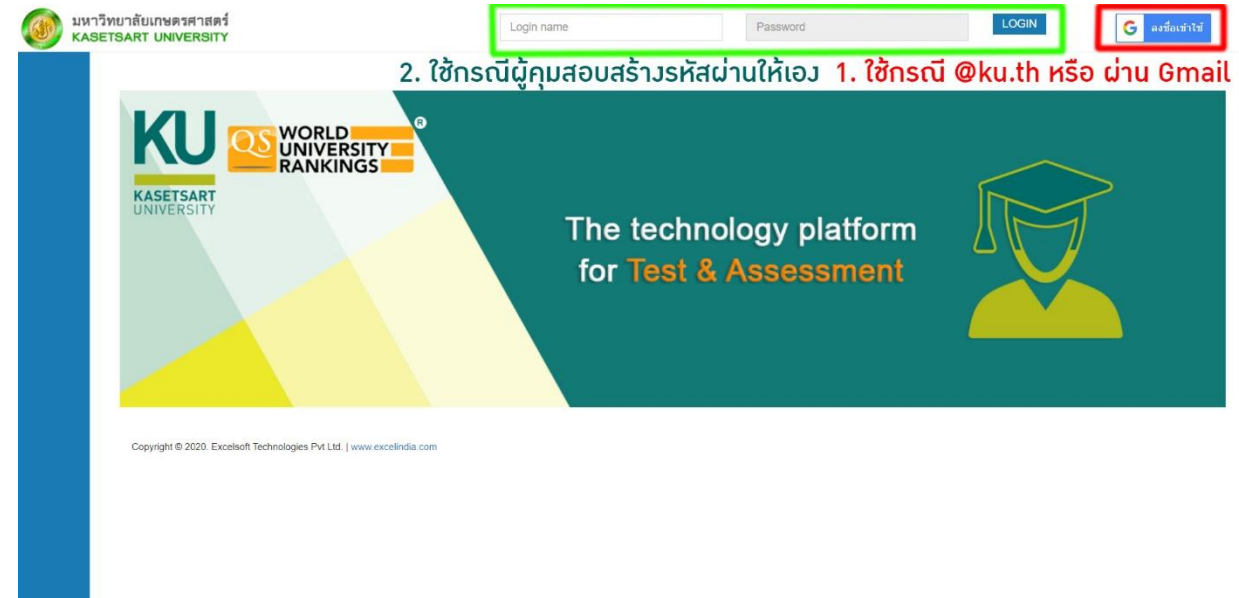 มหาวิทยาลัยเกษตรศาสตร์
KASETSART UNIVERSITY
Login name
Password
LOGIN
G ลงชื่อเข้าใช้
2. ใช้กรณีผู้คุมสอบสร้างรหัสผ่านให้เอง
1. ใช้กรณี @ku.th หรือ ผ่าน Gmail
KU
KASETSART
UNIVERSITY
QS WORLD
UNIVERSITY
RANKINGS
®
The technology platform
for Test & Assessment
Copyright © 2020. Excelsoft Technologies Pvt Ltd. | www.excelindia.com